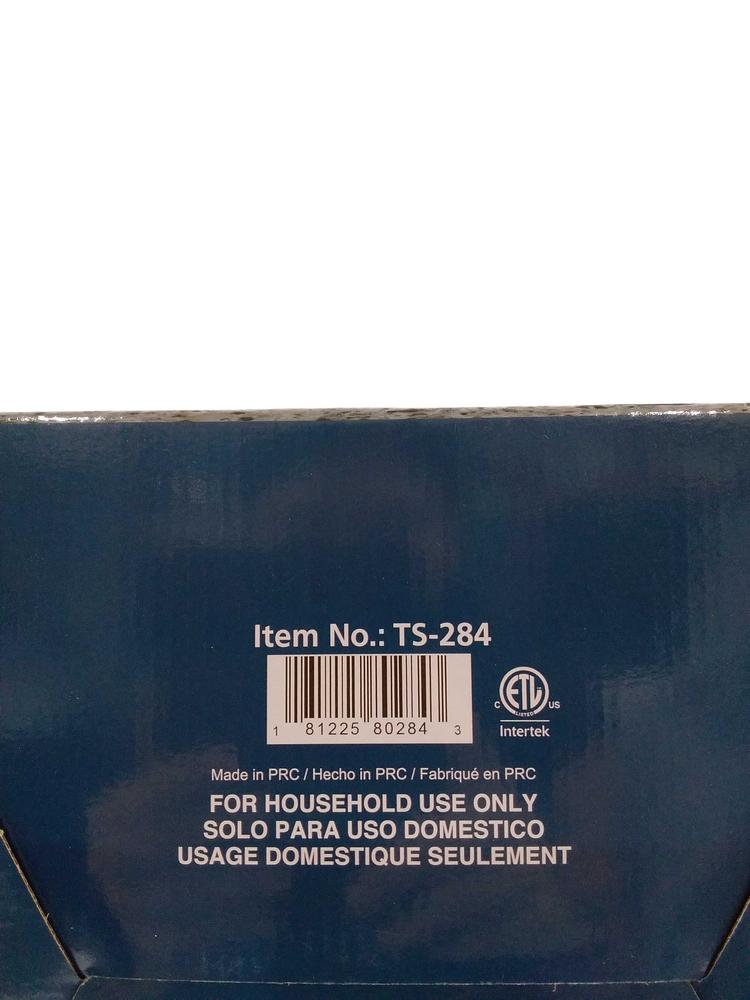 Item No.: TS-284
1 81225 80284 3
C ETL US
LISTED
Intertek
Made in PRC / Hecho in PRC / Fabriqué en PRC
FOR HOUSEHOLD USE ONLY
SOLO PARA USO DOMESTICO
USAGE DOMESTIQUE SEULEMENT